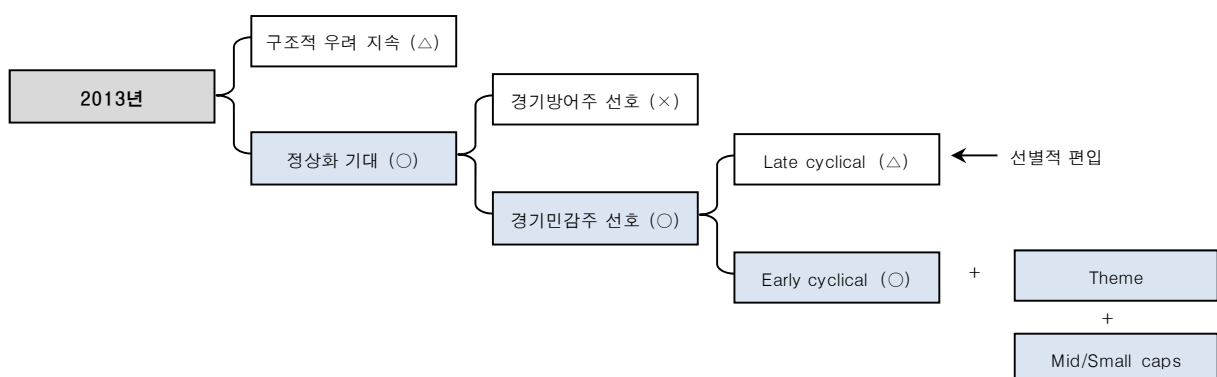 구조적 우려 지속 (△)
2013년
경기방어주 선호 (×)
정상화 기대 (○)
Late cyclical (△)
선별적 편입
경기민감주 선호 (○)
Early cyclical (○)
+
Theme
+
Mid/Small caps